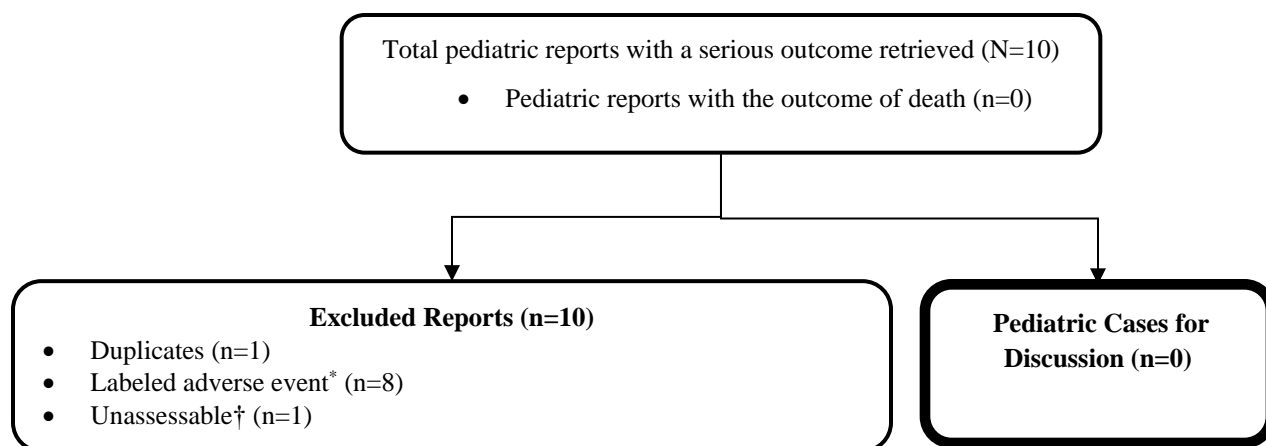 Total pediatric reports with a serious outcome retrieved (N=10)
• Pediatric reports with the outcome of death (n=0)
Excluded Reports (n=10)
• Duplicates (n=1)
• Labeled adverse event* (n=8)
• Unassessable† (n=1)
Pediatric Cases for
Discussion (n=0)